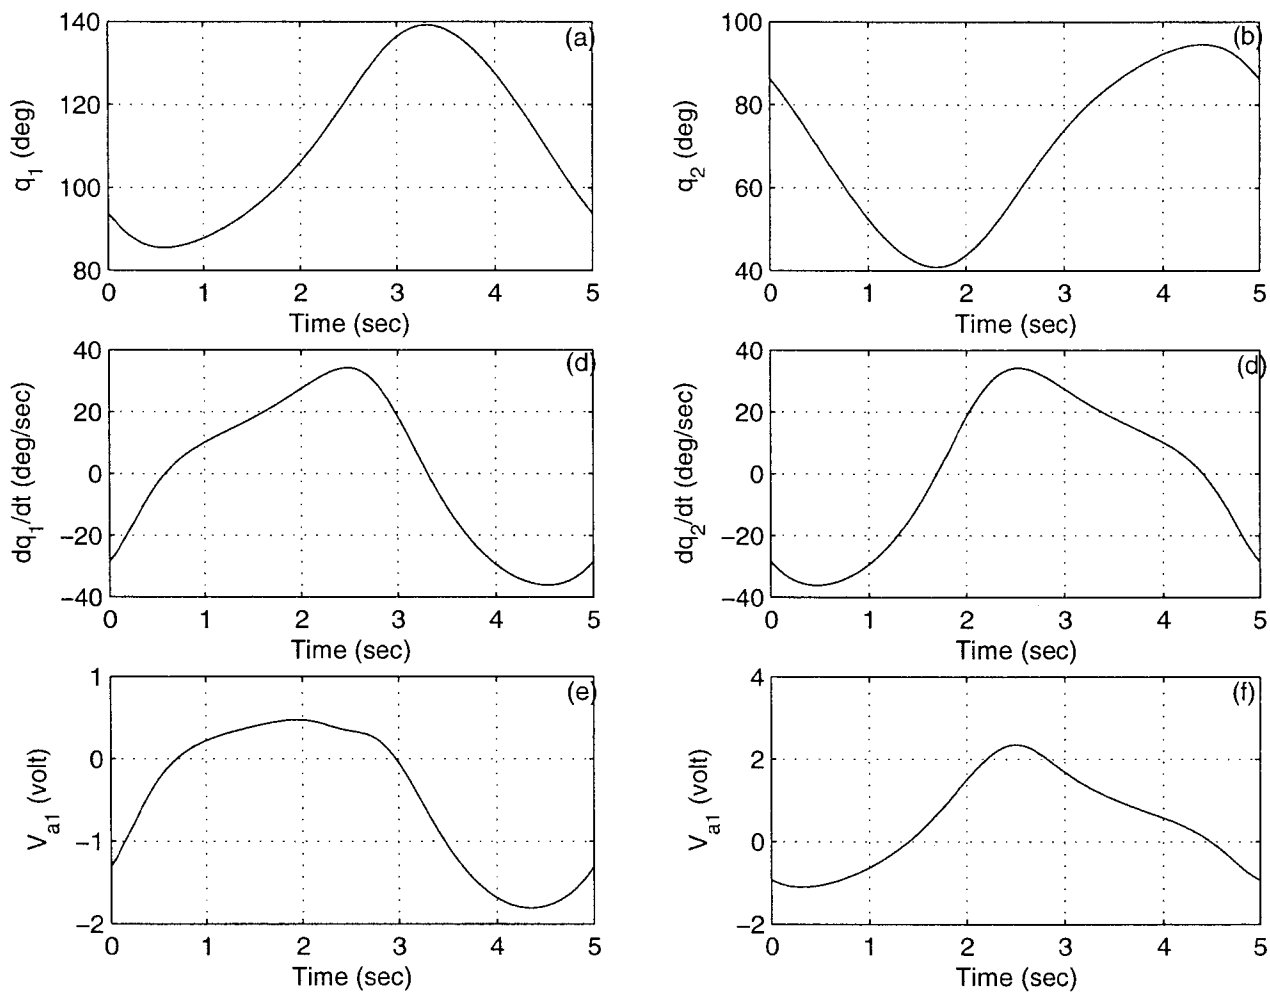 140
(a)
120
100
80
q1 (deg)
0 1 2 3 4 5
Time (sec)
100
(b)
80
60
40
q2 (deg)
0 1 2 3 4 5
Time (sec)
40
(d)
20
0
−20
−40
dq1/dt (deg/sec)
0 1 2 3 4 5
Time (sec)
40
(d)
20
0
−20
−40
dq2/dt (deg/sec)
0 1 2 3 4 5
Time (sec)
1
(e)
0
−1
−2
Va1 (volt)
0 1 2 3 4 5
Time (sec)
4
(f)
2
0
−2
Va1 (volt)
0 1 2 3 4 5
Time (sec)